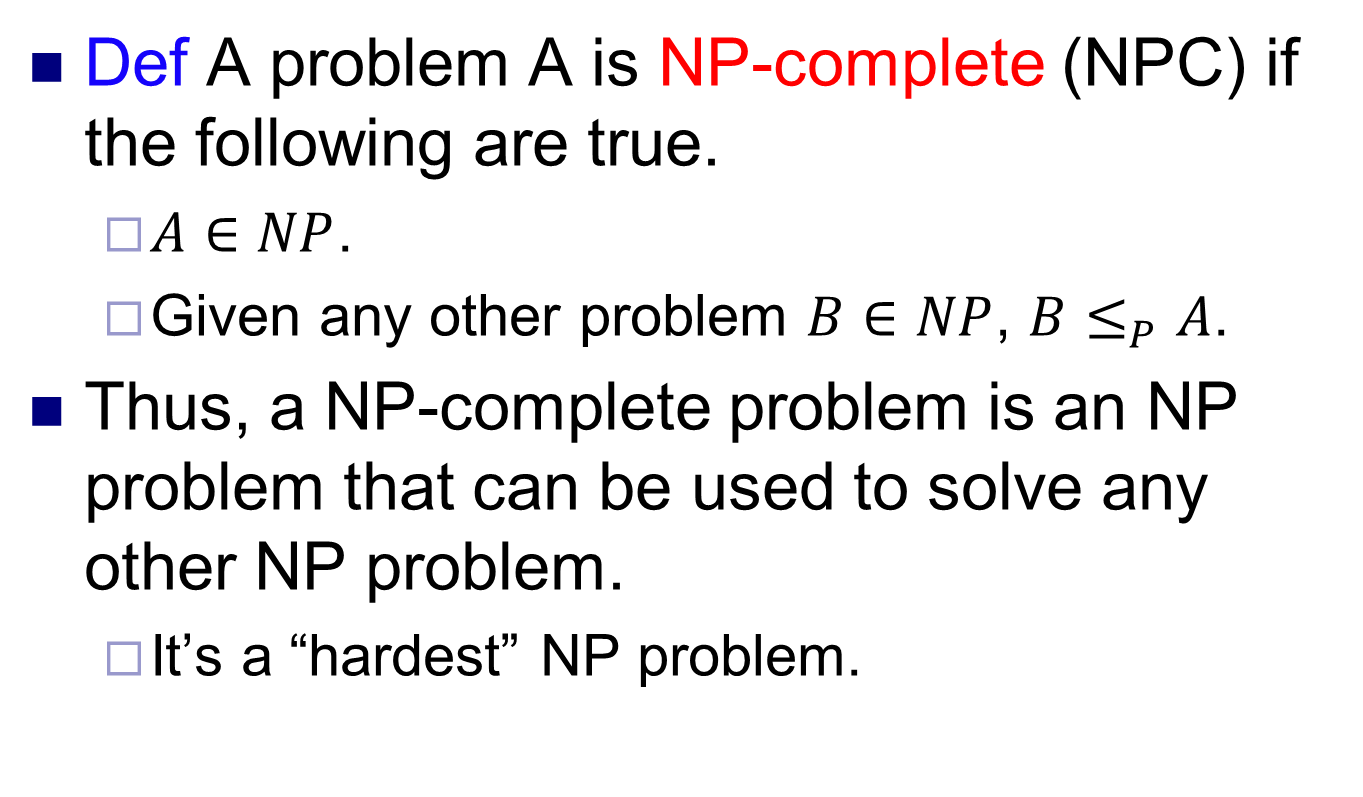 Def A problem A is NP-complete (NPC) if
the following are true.
A ∈ NP.
Given any other problem B ∈ NP, B ≤P A.
Thus, a NP-complete problem is an NP
problem that can be used to solve any
other NP problem.
It’s a “hardest” NP problem.